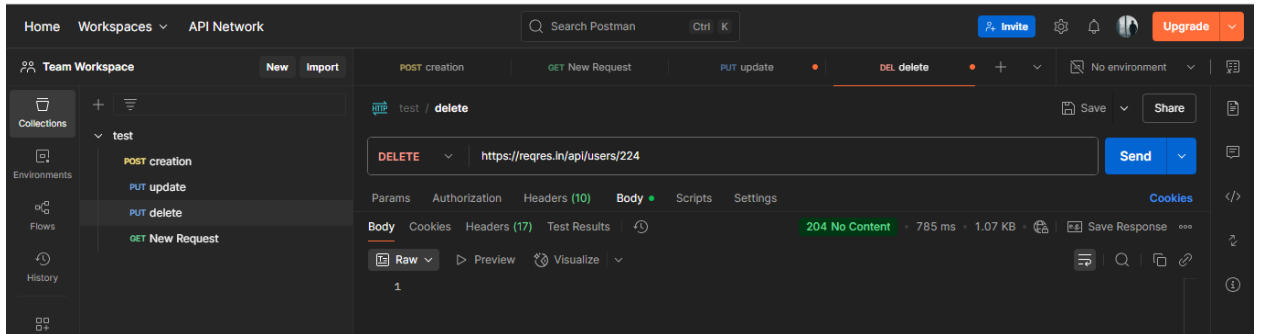 Home Workspaces API Network Search Postman Ctrl K Invite Upgrade
Team Workspace New Import POST creation GET New Request PUT update DEL delete No environment
Collections
Environments
Flows
History
test
POST creation
PUT update
PUT delete
GET New Request
HTTP test / delete Save Share
DELETE https://reqres.in/api/users/224 Send
Params Authorization Headers (10) Body Scripts Settings Cookies
Body Cookies Headers (17) Test Results 204 No Content 785 ms 1.07 KB Save Response
Raw Preview Visualize
1